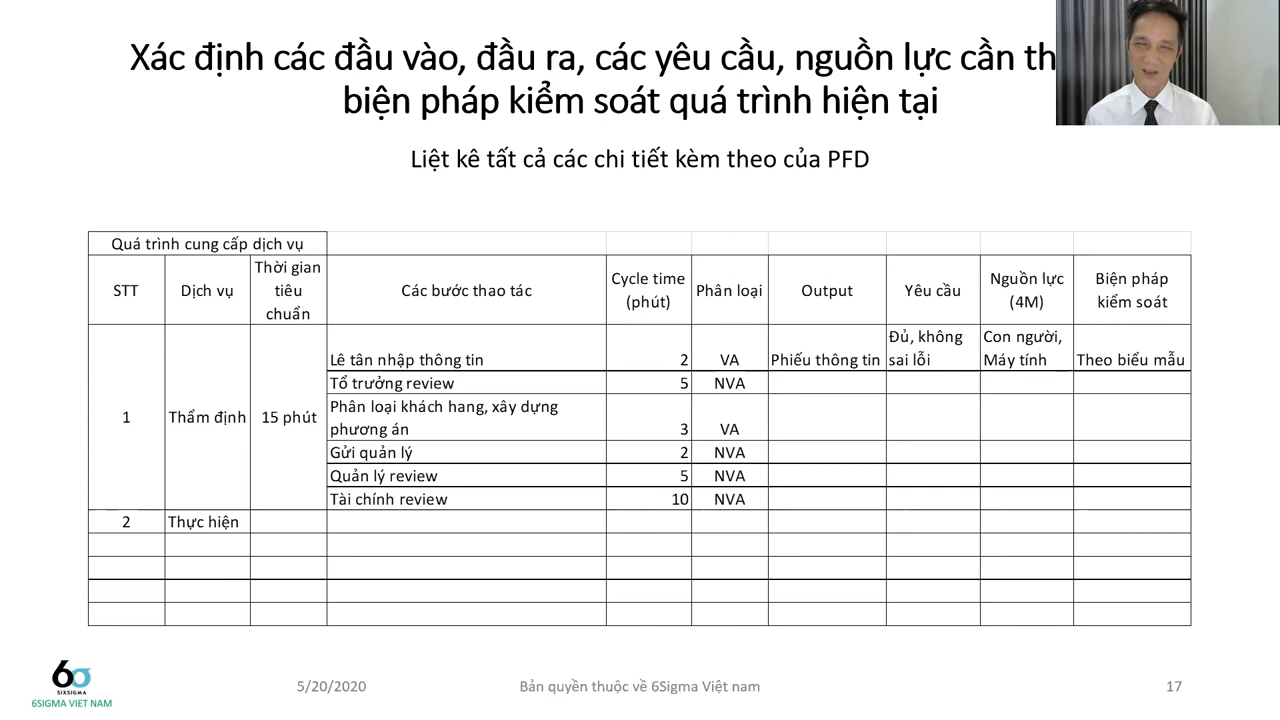 Xác định các đầu vào, đầu ra, các yêu cầu, nguồn lực cần
biện pháp kiểm soát quá trình hiện tại
Liệt kê tất cả các chi tiết kèm theo của PFD
Quá trình cung cấp dịch vụ
STT
Dịch vụ
Thời gian
tiêu
chuẩn
Các bước thao tác
Cycle time
(phút)
Phân loại
Output
Yêu cầu
Nguồn lực
(4M)
Biện pháp
kiểm soát
1
Thẩm định
15 phút
Lê tân nhập thông tin
2
VA
Phiếu thông tin
Đủ, không
sai lỗi
Con người,
Máy tính
Theo biểu mẫu
Tổ trưởng review
5
NVA
Phân loại khách hang, xây dựng
phương án
3
VA
Gửi quản lý
2
NVA
Quản lý review
5
NVA
Tài chính review
10
NVA
2
Thực hiện
6σ
SIXSIGMA
6SIGMA VIET NAM
5/20/2020
Bản quyền thuộc về 6Sigma Việt nam
17